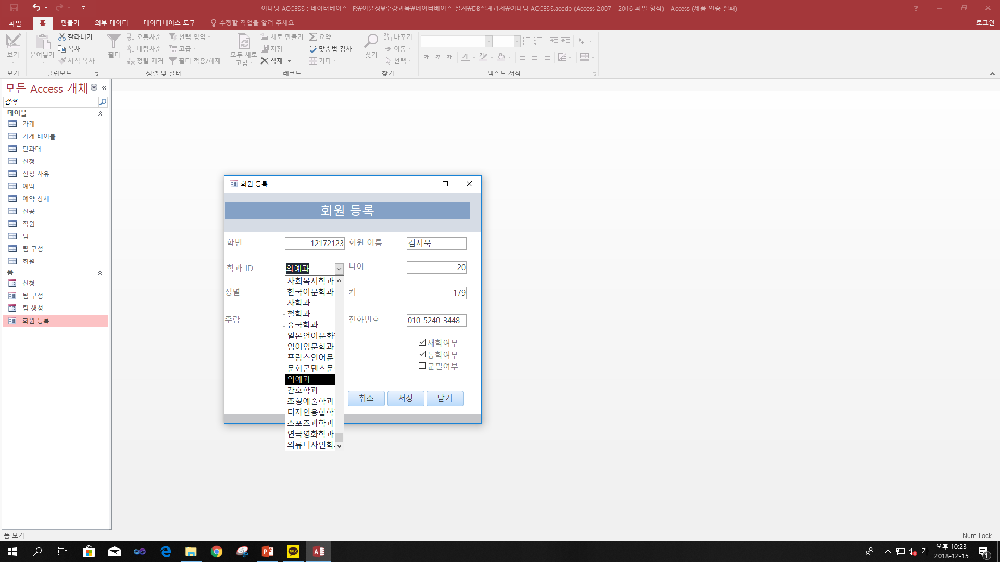 이나팅 ACCESS : 데이터베이스- F:₩이윤성₩수강과목₩데이터베이스 설계₩DB설계과제₩이나팅 ACCESS.accdb (Access 2007 - 2016 파일 형식) - Access (제품 인증 실패)
파일 홈 만들기 외부 데이터 데이터베이스 도구 수행할 작업을 알려 주세요. 로그인
보기
보기
붙여넣기
잘라내기
복사
서식 복사
클립보드
필터
오름차순
내림차순
정렬 제거
선택 영역
고급
필터 적용/해제
정렬 및 필터
모두 새로 고침
새로 만들기
저장
삭제
요약
맞춤법 검사
기타
레코드
찾기
바꾸기
이동
선택
찾기
가 가 가 가
텍스트 서식
모든 Access 개체
검색...
테이블
가게
가게 테이블
단과대
신청
신청 사유
예약
예약 상세
전공
직원
팀
팀 구성
회원
폼
신청
팀 구성
팀 생성
회원 등록
회원 등록
회원 등록
학번 12172123 회원 이름 김지욱
학과_ID 의예과 나이 20
성별 키 179
주량 전화번호 010-5240-3448
사회복지학과
한국어문학과
사학과
철학과
중국학과
일본언어문화
영어영문학과
프랑스언어문
문화콘텐츠문
의예과
간호학과
조형예술학과
디자인융합학
스포츠과학과
연극영화학과
의류디자인학
재학여부
통학여부
군필여부
취소 저장 닫기
폼 보기 Num Lock
TALK
가
오후 10:23
2018-12-15
1